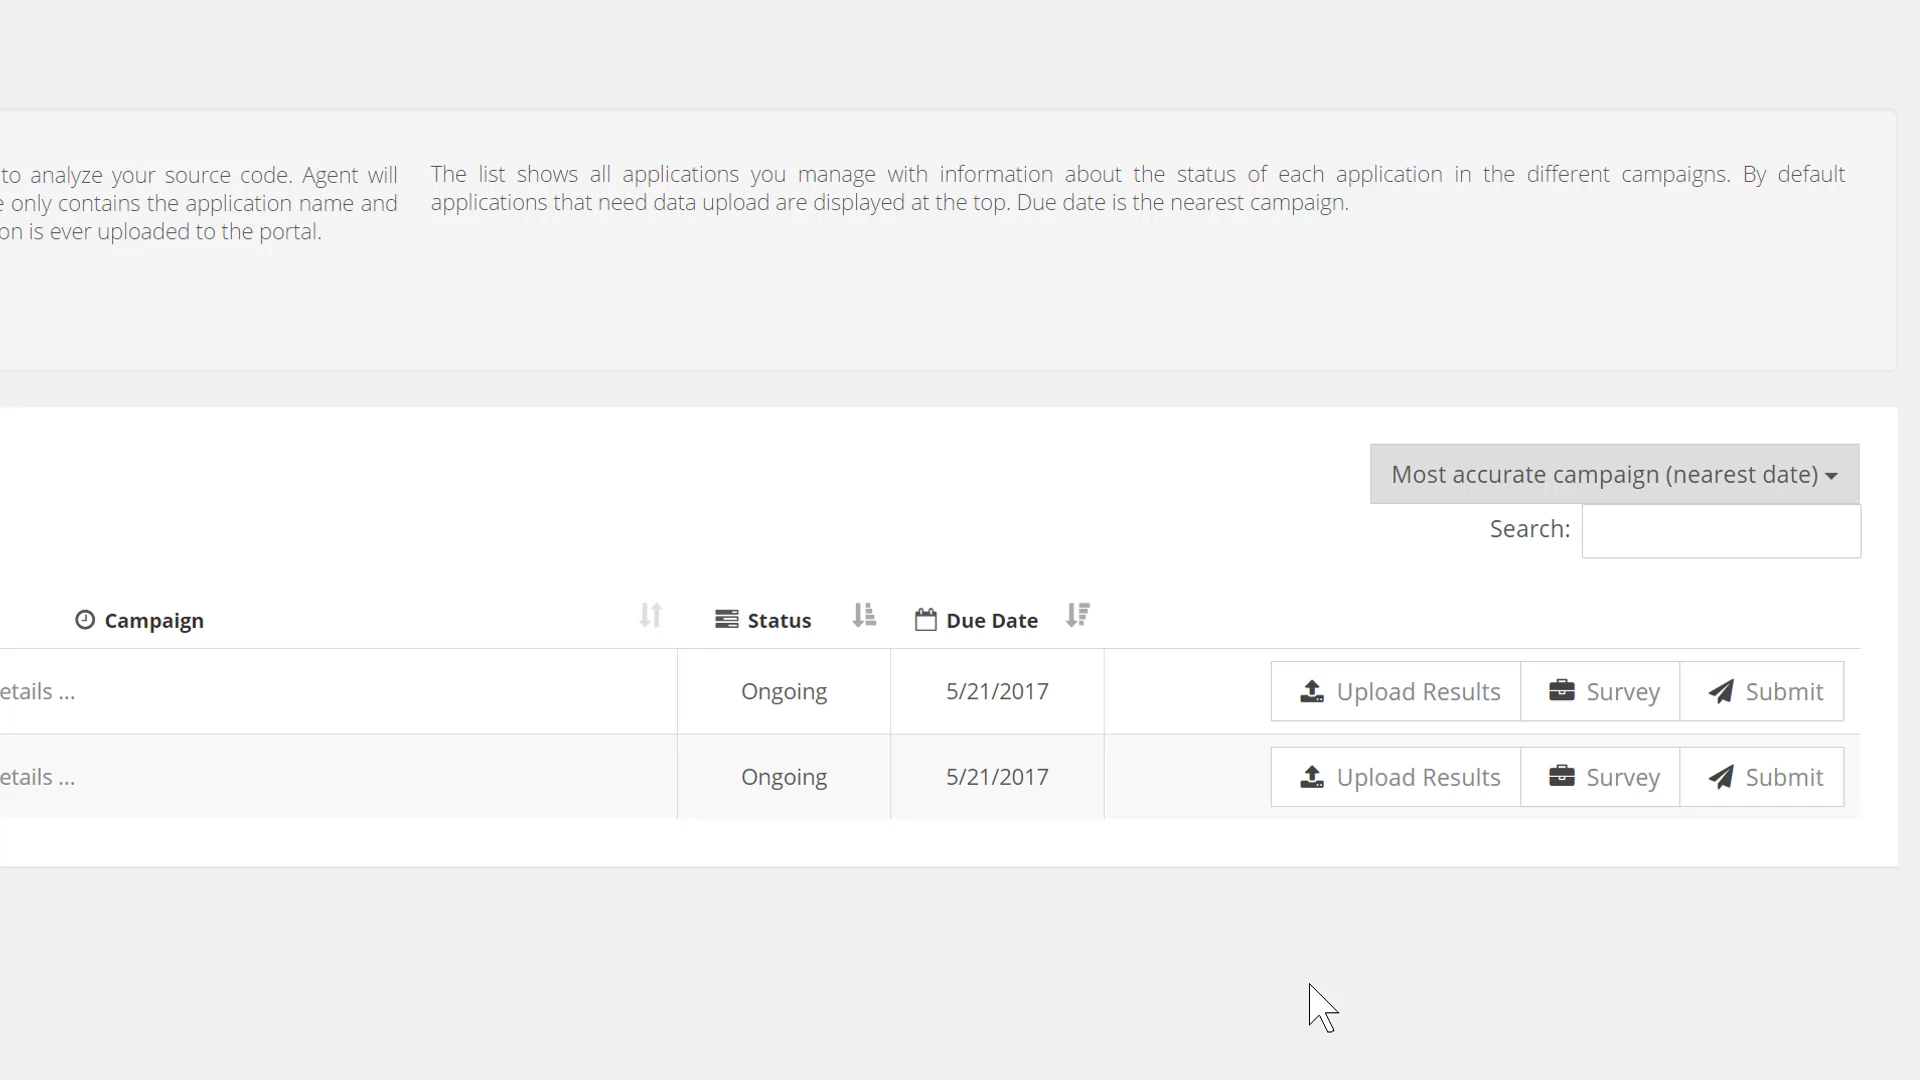 to analyze your source code. Agent will
only contains the application name and
is ever uploaded to the portal.
The list shows all applications you manage with information about the status of each application in the different campaigns. By default
applications that need data upload are displayed at the top. Due date is the nearest campaign.
Most accurate campaign (nearest date)
Search:
Campaign Status Due Date
etails ... Ongoing 5/21/2017 Upload Results Survey Submit
etails ... Ongoing 5/21/2017 Upload Results Survey Submit